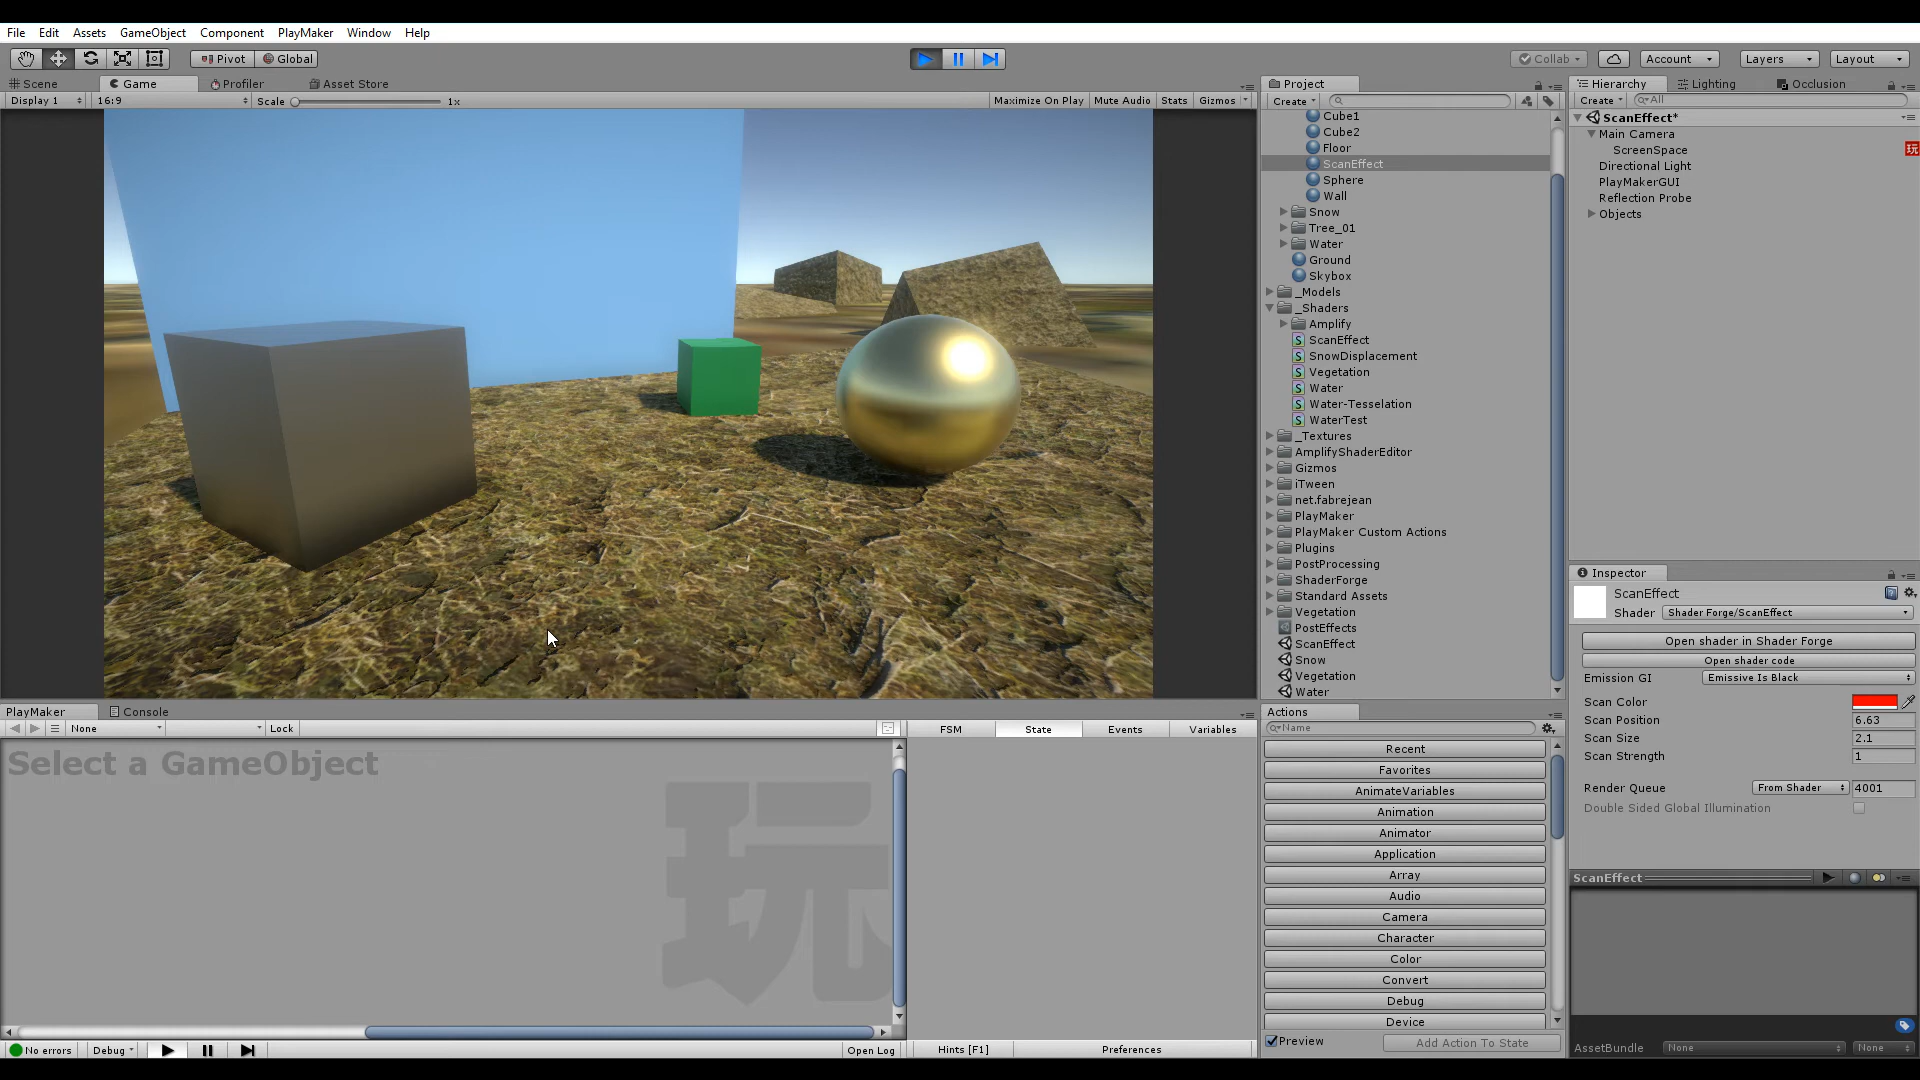 File Edit Assets GameObject Component PlayMaker Window Help
Pivot Global Collab Account Layers Layout
Scene Game Profiler Asset Store
Display 1 16:9 Scale 1x Maximize On Play Mute Audio Stats Gizmos
Project
Create
Cube1
Cube2
Floor
ScanEffect
Sphere
Wall
Snow
Tree_01
Water
Ground
Skybox
_Models
_Shaders
Amplify
ScanEffect
SnowDisplacement
Vegetation
Water
Water-Tesselation
WaterTest
_Textures
AmplifyShaderEditor
Gizmos
iTween
net.fabrejean
PlayMaker
PlayMaker Custom Actions
Plugins
PostProcessing
ShaderForge
Standard Assets
Vegetation
PostEffects
ScanEffect
Snow
Vegetation
Water
Hierarchy Lighting Occlusion
Create All
ScanEffect*
Main Camera
ScreenSpace 玩
Directional Light
PlayMakerGUI
Reflection Probe
Objects
Inspector
ScanEffect
Shader Shader Forge/ScanEffect
Open shader in Shader Forge
Open shader code
Emission GI Emissive Is Black
Scan Color
Scan Position 6.63
Scan Size 2.1
Scan Strength 1
Render Queue From Shader 4001
Double Sided Global Illumination
ScanEffect
AssetBundle None None
PlayMaker Console
None Lock
Select a GameObject
玩
No errors Debug Open Log
FSM State Events Variables
Hints [F1] Preferences
Actions
Name
Recent
Favorites
AnimateVariables
Animation
Animator
Application
Array
Audio
Camera
Character
Color
Convert
Debug
Device
Preview Add Action To State